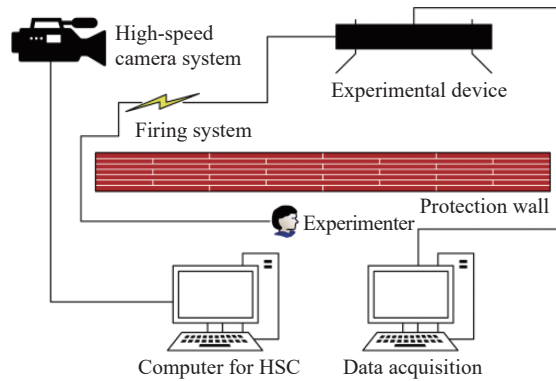 High-speed
camera system
Experimental device
Firing system
Protection wall
Experimenter
Computer for HSC
Data acquisition